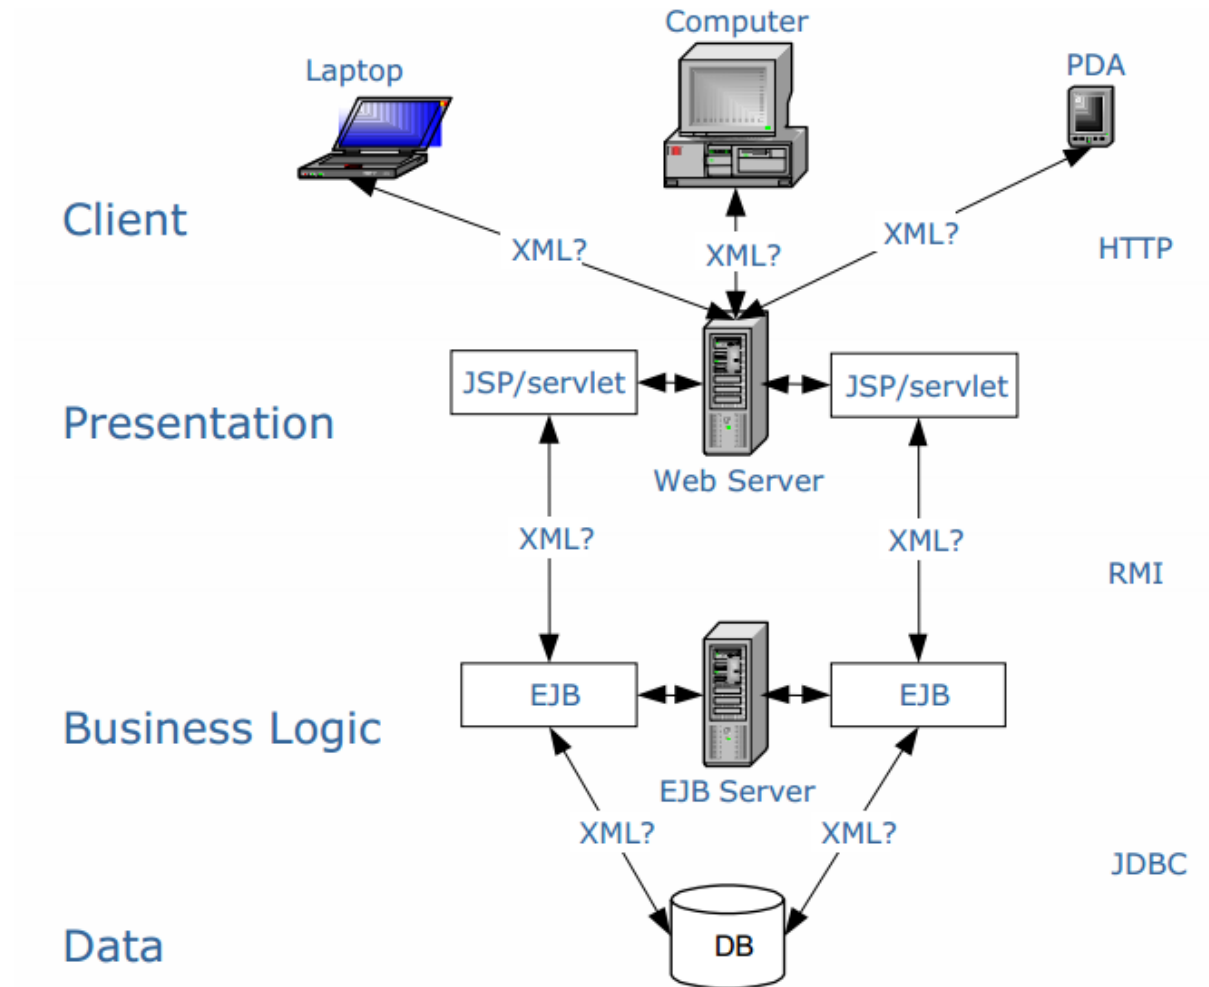 Computer
Laptop
PDA
Client
XML?
XML?
XML?
HTTP
JSP/servlet
JSP/servlet
Presentation
Web Server
XML?
XML?
RMI
EJB
EJB
Business Logic
EJB Server
XML?
XML?
JDBC
DB
Data